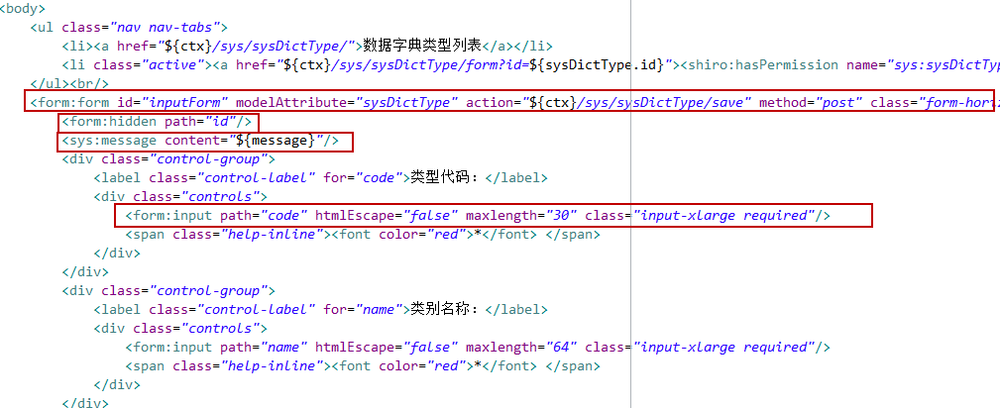 <body>
<ul class="nav nav-tabs">
<li><a href="${ctx}/sys/sysDictType/">数据字典类型列表</a></li>
<li class="active"><a href="${ctx}/sys/sysDictType/form?id=${sysDictType.id}"><shiro:hasPermission name="sys:sysDictTyp
</ul><br/>
<form:form id="inputForm" modelAttribute="sysDictType" action="${ctx}/sys/sysDictType/save" method="post" class="form-horiz
<form:hidden path="id"/>
<sys:message content="${message}"/>
<div class="control-group">
<label class="control-label" for="code">类型代码：</label>
<div class="controls">
<form:input path="code" htmlEscape="false" maxlength="30" class="input-xlarge required"/>
<span class="help-inline"><font color="red">*</font> </span>
</div>
</div>
<div class="control-group">
<label class="control-label" for="name">类别名称：</label>
<div class="controls">
<form:input path="name" htmlEscape="false" maxlength="64" class="input-xlarge required"/>
<span class="help-inline"><font color="red">*</font> </span>
</div>
</div>